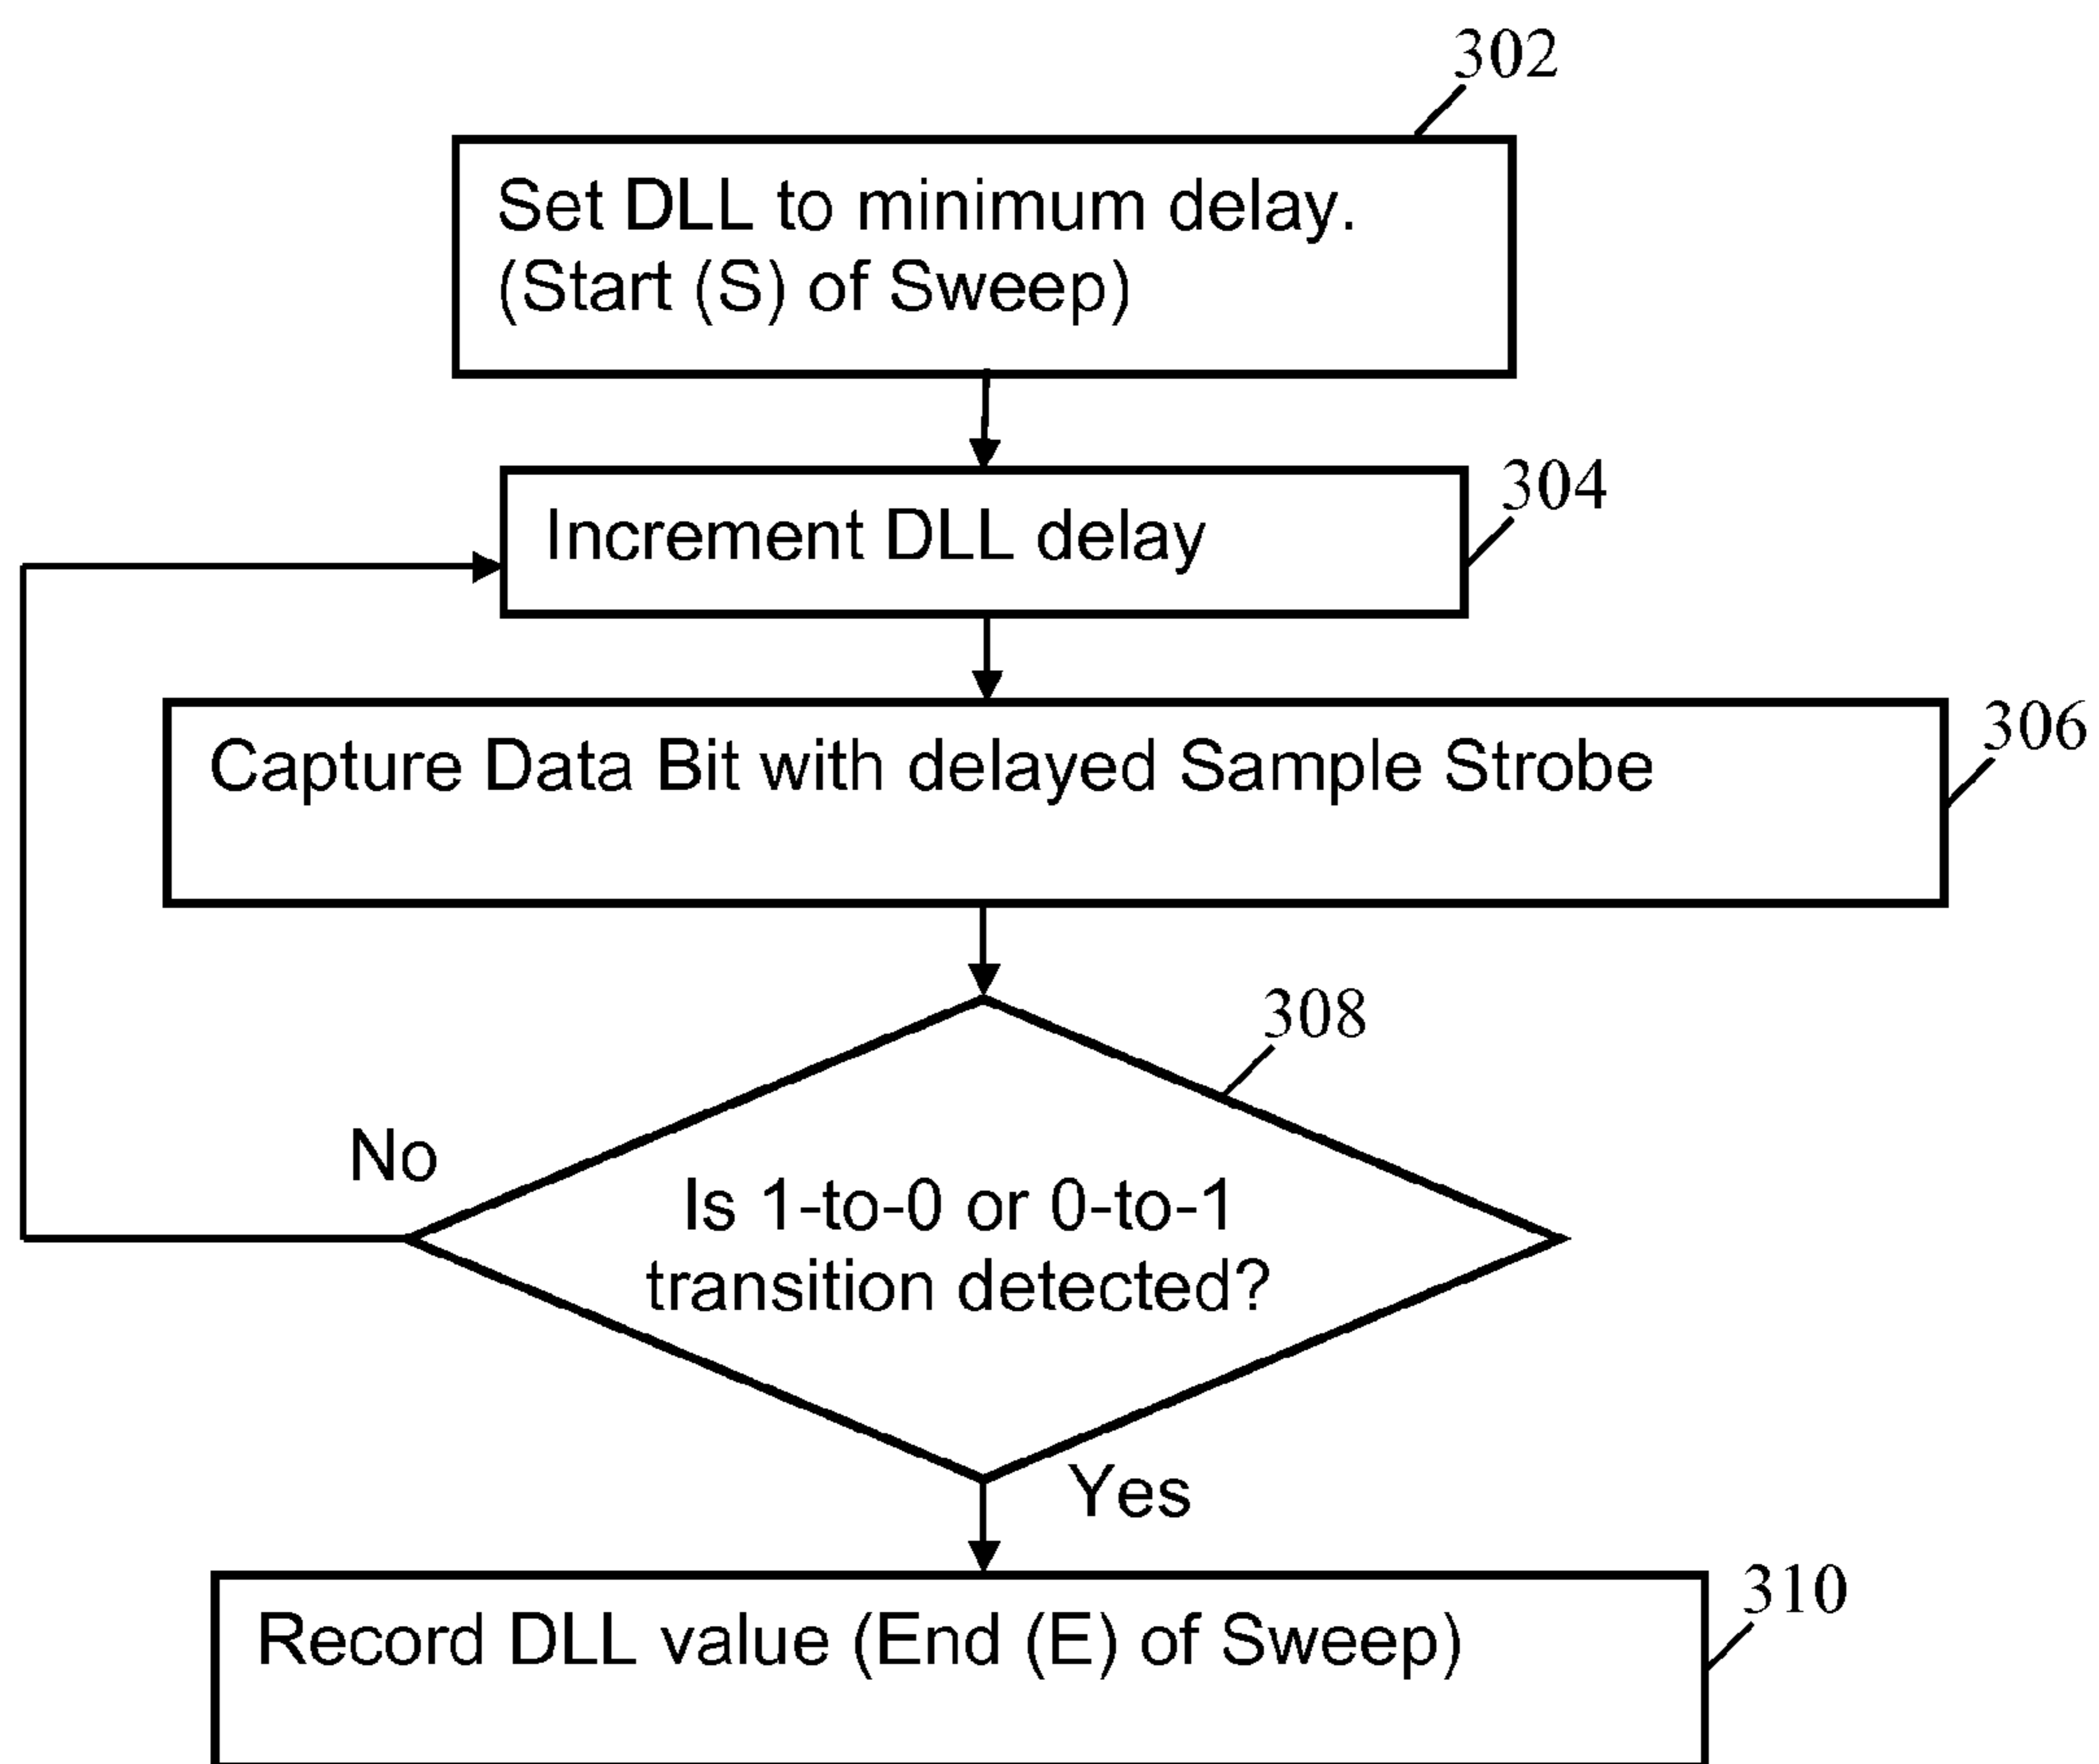 302
Set DLL to minimum delay.
(Start (S) of Sweep)
304
Increment DLL delay
306
Capture Data Bit with delayed Sample Strobe
308
No
Is 1-to-0 or 0-to-1
transition detected?
Yes
310
Record DLL value (End (E) of Sweep)